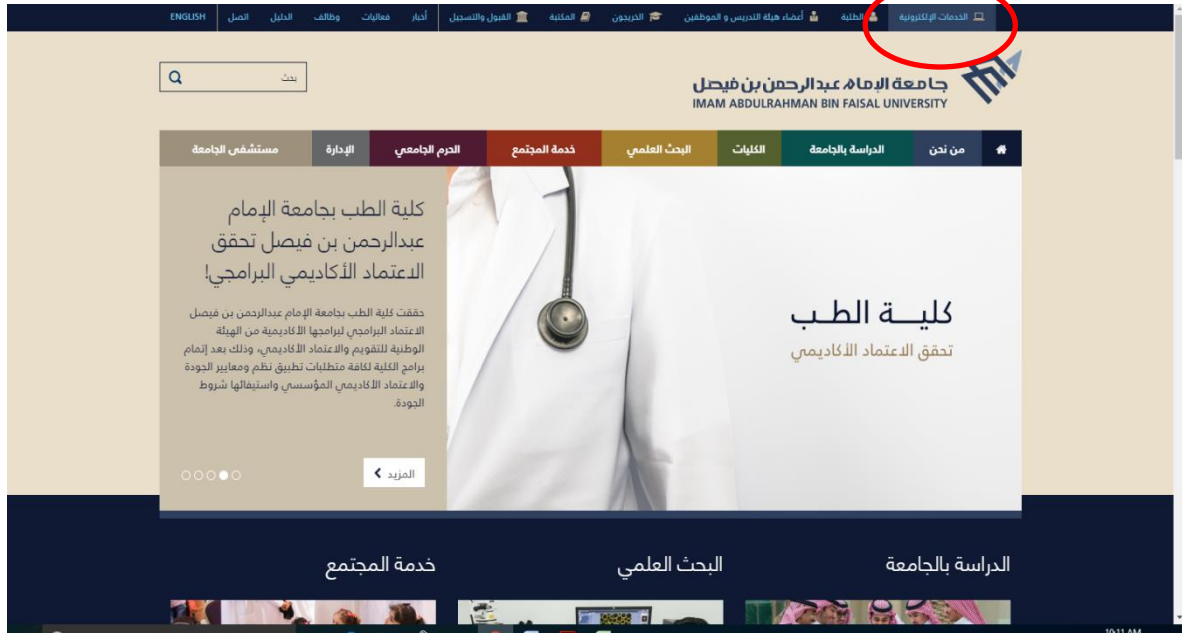 الخدمات الإلكترونية الطلبة أعضاء هيئة التدريس و الموظفين الخريجون المكتبة القبول والتسجيل أخبار فعاليات وظائف الدليل اتصل ENGLISH
جامعة الإمام عبدالرحمن بن فيصل
IMAM ABDULRAHMAN BIN FAISAL UNIVERSITY
بحث
من نحن الدراسة بالجامعة الكليات البحث العلمي خدمة المجتمع الحرم الجامعي الإدارة مستشفى الجامعة
كليـــة الطـب
تحقق الاعتماد الأكاديمي
كلية الطب بجامعة الإمام
عبدالرحمن بن فيصل تحقق
الاعتماد الأكاديمي البرامجي!
حققت كلية الطب بجامعة الإمام عبدالرحمن بن فيصل
الاعتماد البرامجي لبرامجها الأكاديمية من الهيئة
الوطنية للتقويم والاعتماد الأكاديمي، وذلك بعد إتمام
برامج الكلية لكافة متطلبات تطبيق نظم ومعايير الجودة
والاعتماد الأكاديمي المؤسسي واستيفائها شروط
الجودة.
المزيد
الدراسة بالجامعة البحث العلمي خدمة المجتمع
10:11 AM